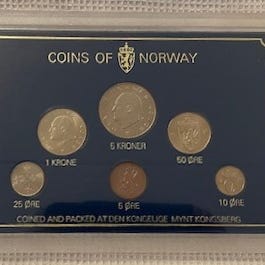 COINS OF NORWAY
5 KRONER
1 KRONE
50 ØRE
25 ØRE
5 ØRE
10 ØRE
COINED AND PACKED AT DEN KONGELIGE MYNT KONGSBERG